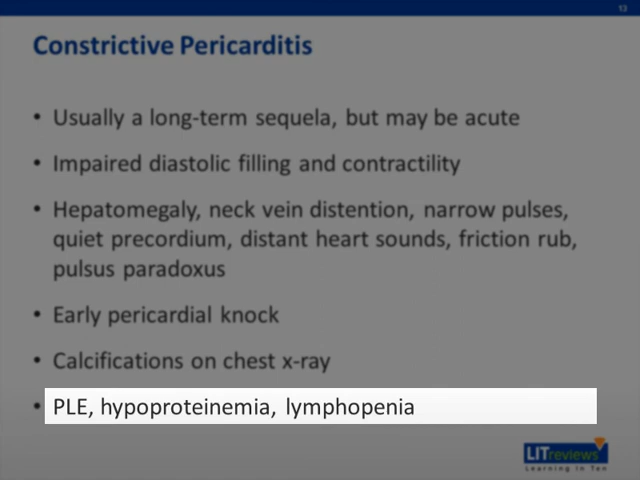 13
Constrictive Pericarditis
• Usually a long-term sequela, but may be acute
• Impaired diastolic filling and contractility
• Hepatomegaly, neck vein distention, narrow pulses,
quiet precordium, distant heart sounds, friction rub,
pulsus paradoxus
• Early pericardial knock
• Calcifications on chest x-ray
• PLE, hypoproteinemia, lymphopenia
LITreviews
Learning In Ten